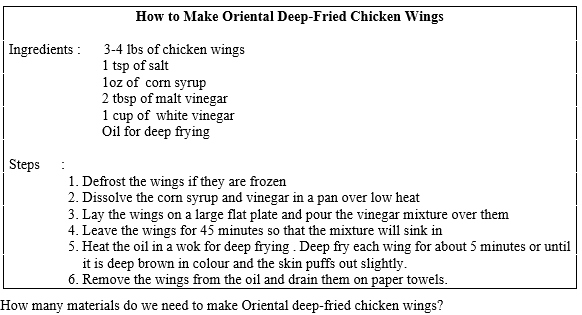 How to Make Oriental Deep-Fried Chicken Wings
Ingredients : 3-4 lbs of chicken wings
1 tsp of salt
1oz of corn syrup
2 tbsp of malt vinegar
1 cup of white vinegar
Oil for deep frying
Steps :
1. Defrost the wings if they are frozen
2. Dissolve the corn syrup and vinegar in a pan over low heat
3. Lay the wings on a large flat plate and pour the vinegar mixture over them
4. Leave the wings for 45 minutes so that the mixture will sink in
5. Heat the oil in a wok for deep frying . Deep fry each wing for about 5 minutes or until
it is deep brown in colour and the skin puffs out slightly.
6. Remove the wings from the oil and drain them on paper towels.
How many materials do we need to make Oriental deep-fried chicken wings?